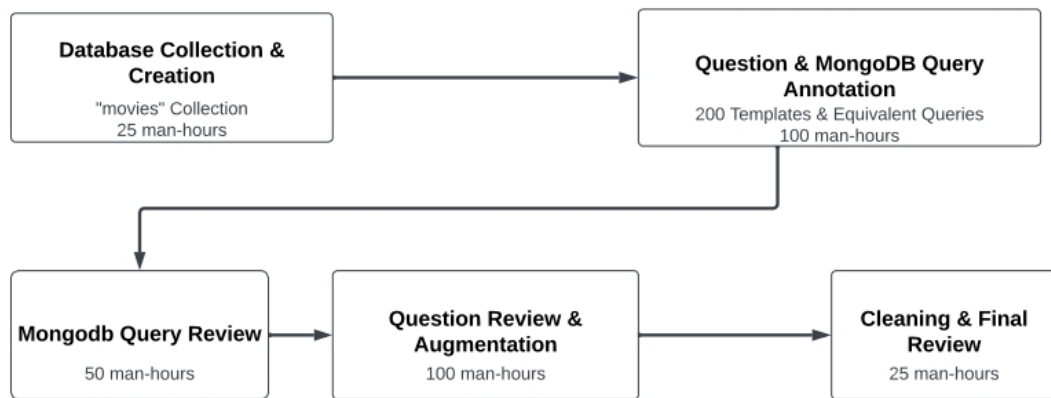 Database Collection &
Creation
"movies" Collection
25 man-hours
Question & MongoDB Query
Annotation
200 Templates & Equivalent Queries
100 man-hours
Mongodb Query Review
50 man-hours
Question Review &
Augmentation
100 man-hours
Cleaning & Final
Review
25 man-hours